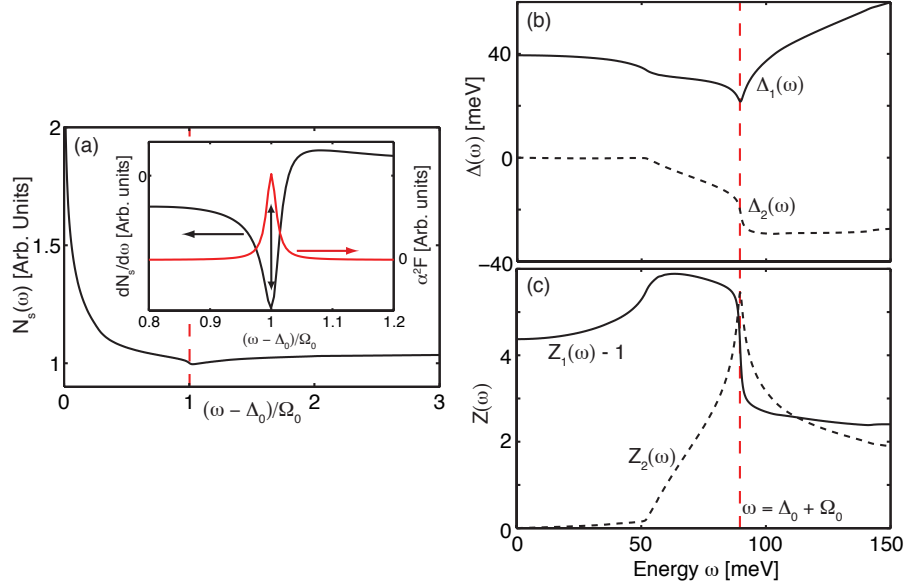 (a)
N_s(ω) [Arb. Units]
2
1.5
1
0
1
2
3
(ω − Δ_0)/Ω_0
dN_s/dω [Arb. units]
0
0
α²F [Arb. Units]
0.8
0.9
1
1.1
1.2
(ω − Δ_0)/Ω_0
(b)
Δ(ω) [meV]
40
0
−40
Δ_1(ω)
Δ_2(ω)
(c)
Z(ω)
6
4
2
0
Z_1(ω) - 1
Z_2(ω)
ω = Δ_0 + Ω_0
0
50
100
150
Energy ω [meV]